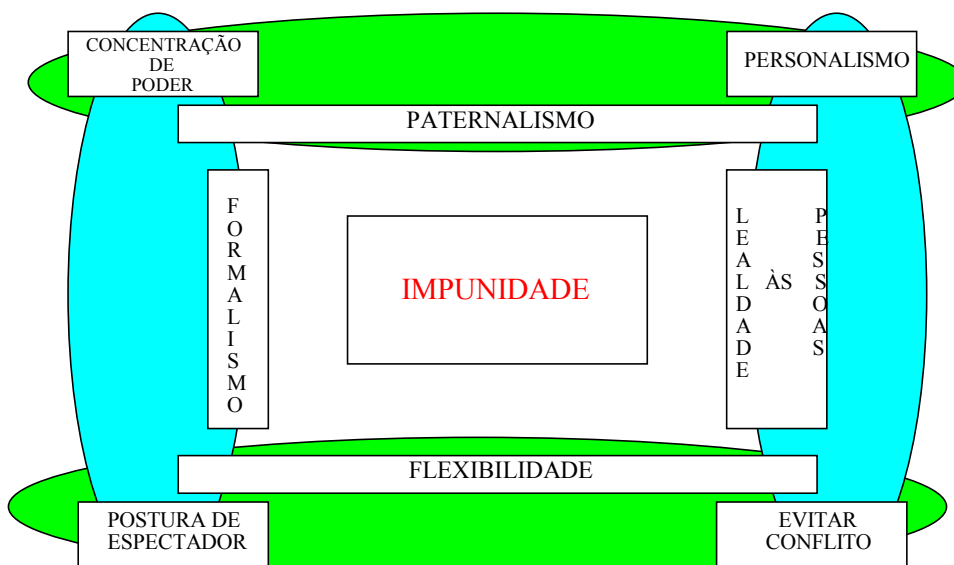 CONCENTRAÇÃO
DE
PODER
PERSONALISMO
PATERNALISMO
FORMALISMO
IMPUNIDADE
LEALDADE
ÀS
PESSOAS
FLEXIBILIDADE
POSTURA DE
ESPECTADOR
EVITAR
CONFLITO